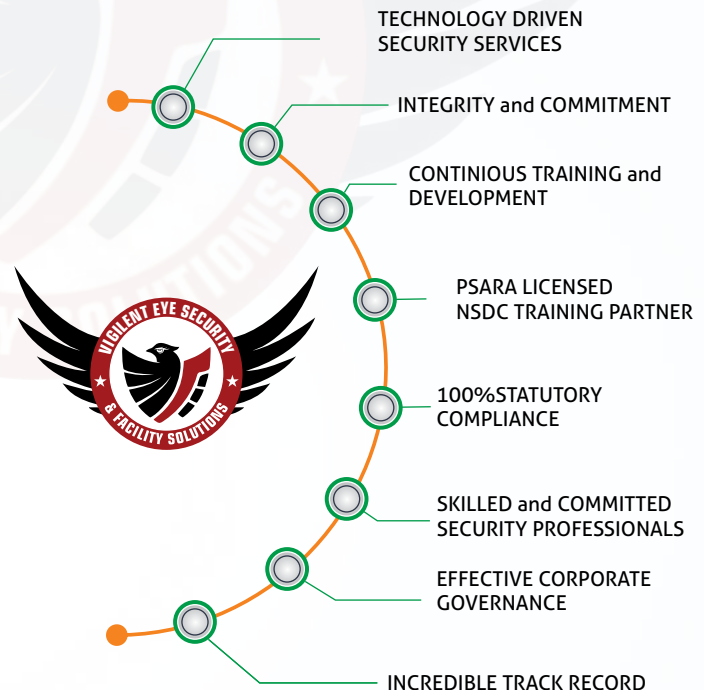 TECHNOLOGY DRIVEN
SECURITY SERVICES
INTEGRITY and COMMITMENT
CONTINIOUS TRAINING and
DEVELOPMENT
PSARA LICENSED
NSDC TRAINING PARTNER
VIGILENT EYE SECURITY
& FACILITY SOLUTIONS
100%STATUTORY
COMPLIANCE
SKILLED and COMMITTED
SECURITY PROFESSIONALS
EFFECTIVE CORPORATE
GOVERNANCE
INCREDIBLE TRACK RECORD